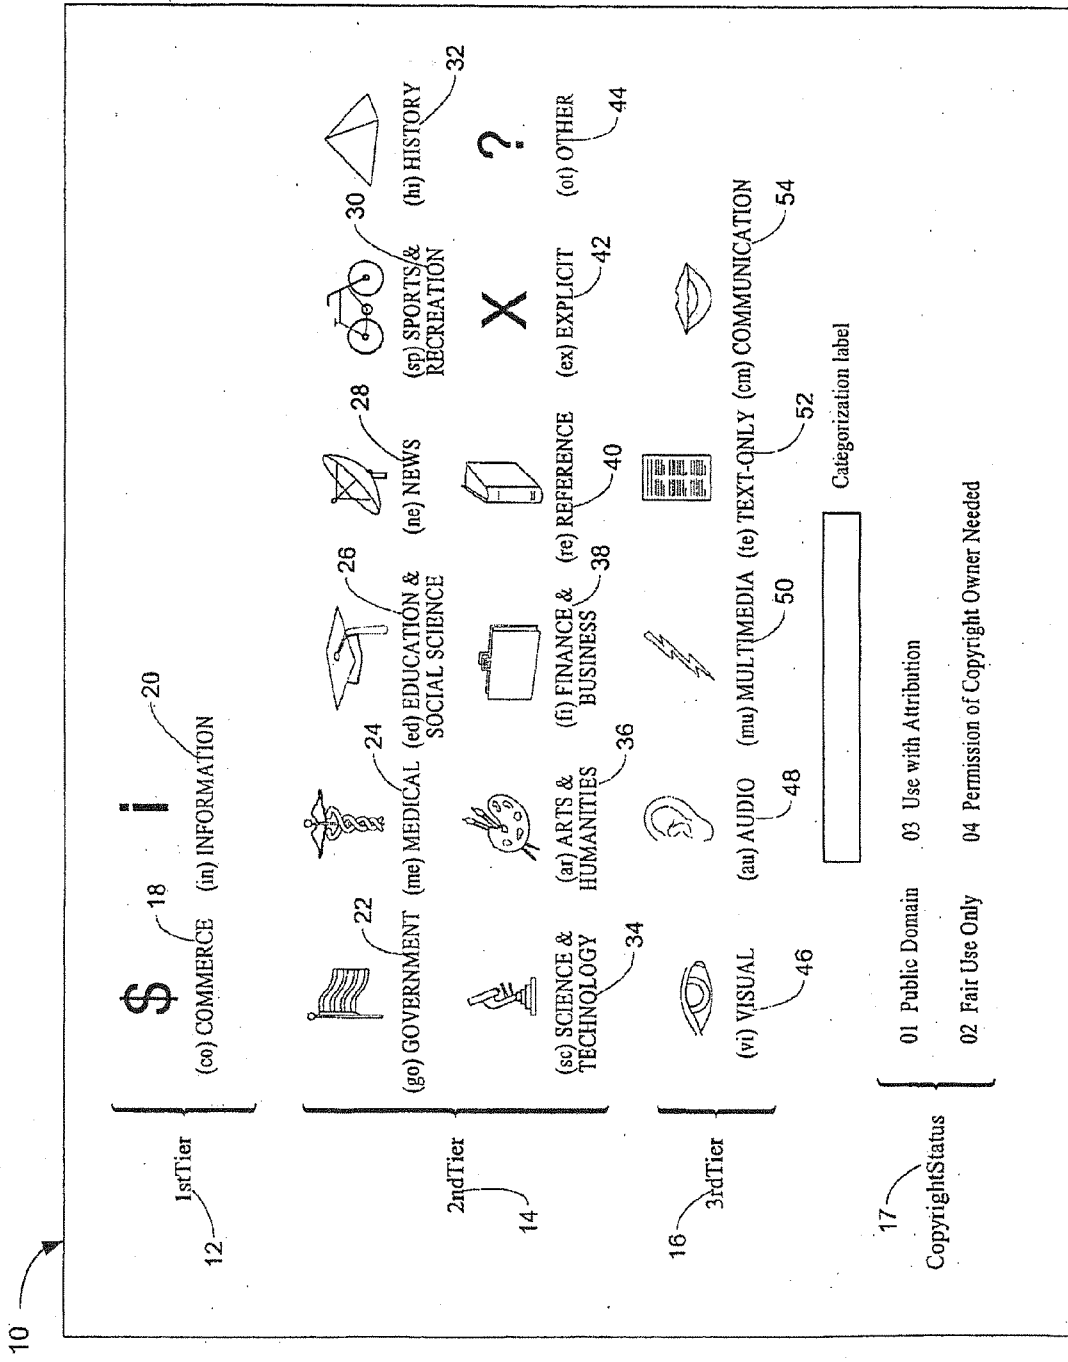 10
$ i
18 20
(co) COMMERCE (in) INFORMATION
1stTier
12
22 24 26 28 30 32
(go) GOVERNMENT (me) MEDICAL (ed) EDUCATION & SOCIAL SCIENCE (ne) NEWS (sp) SPORTS & RECREATION (hi) HISTORY
2ndTier
14
X ?
(sc) SCIENCE & TECHNOLOGY (ar) ARTS & HUMANITIES (fi) FINANCE & BUSINESS (re) REFERENCE (ex) EXPLICIT (ot) OTHER
34 36 38 40 42 44
16
3rdTier
(vi) VISUAL (au) AUDIO (mu) MULTIMEDIA (te) TEXT-ONLY (cm) COMMUNICATION
46 48 50 52 54
Categorization label
17
CopyrightStatus
01 Public Domain 03 Use with Attribution
02 Fair Use Only 04 Permission of Copyright Owner Needed